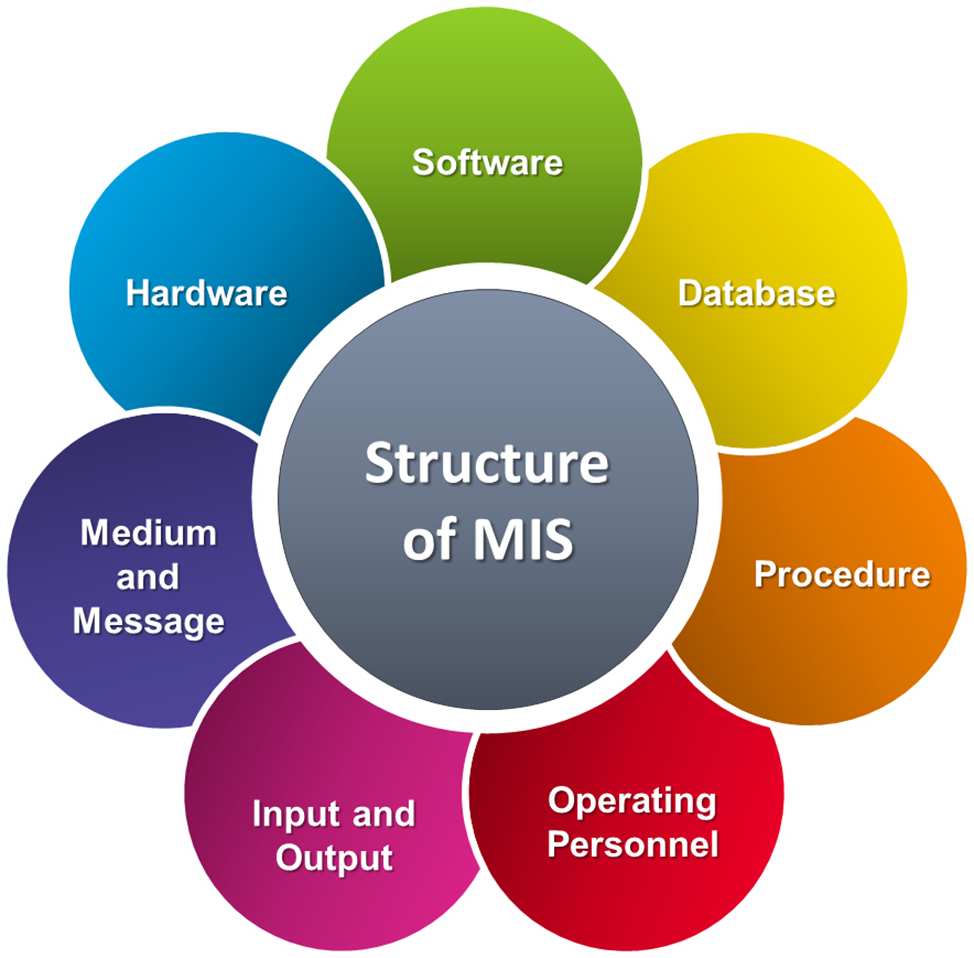 Structure
of MIS
Software
Database
Procedure
Operating
Personnel
Input and
Output
Medium
and
Message
Hardware